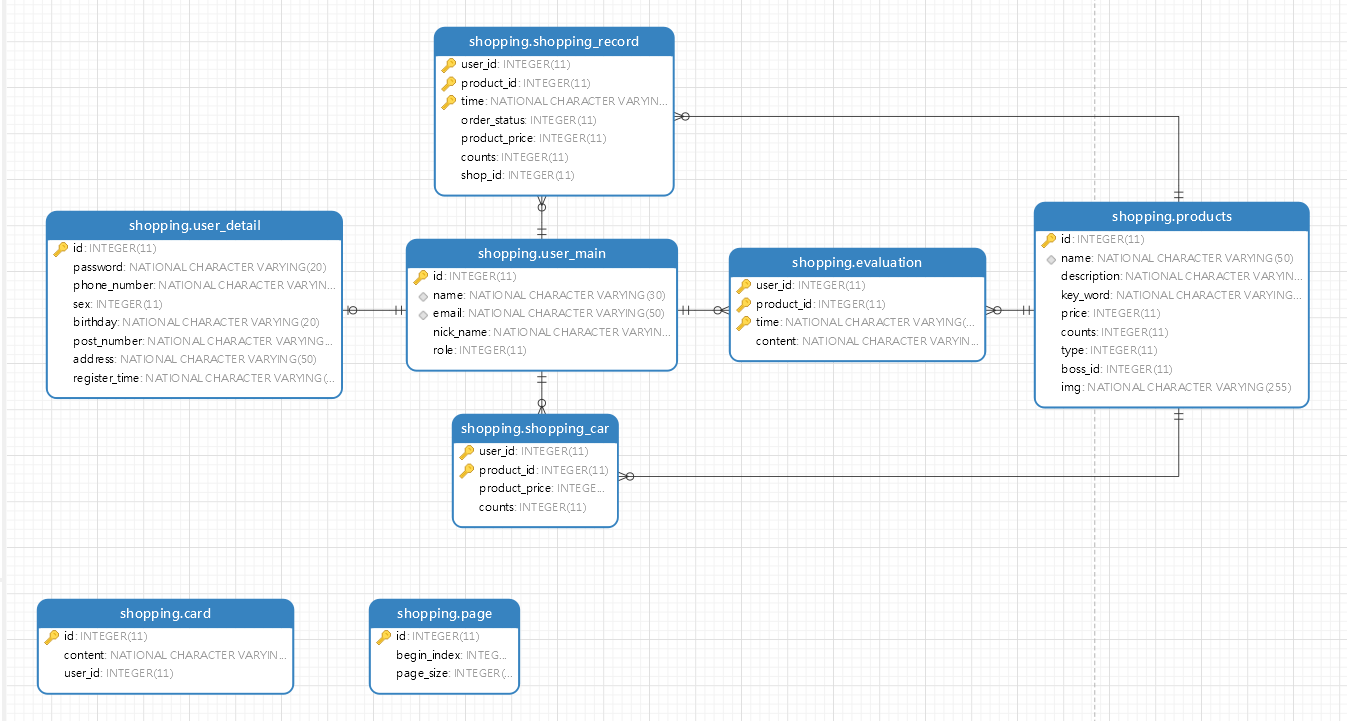 shopping.shopping_record
user_id: INTEGER(11)
product_id: INTEGER(11)
time: NATIONAL CHARACTER VARYIN...
order_status: INTEGER(11)
product_price: INTEGER(11)
counts: INTEGER(11)
shop_id: INTEGER(11)
shopping.user_detail
id: INTEGER(11)
password: NATIONAL CHARACTER VARYING(20)
phone_number: NATIONAL CHARACTER VARYIN...
sex: INTEGER(11)
birthday: NATIONAL CHARACTER VARYING(20)
post_number: NATIONAL CHARACTER VARYING...
address: NATIONAL CHARACTER VARYING(50)
register_time: NATIONAL CHARACTER VARYING(...
shopping.user_main
id: INTEGER(11)
name: NATIONAL CHARACTER VARYING(30)
email: NATIONAL CHARACTER VARYING(50)
nick_name: NATIONAL CHARACTER VARYIN...
role: INTEGER(11)
shopping.evaluation
user_id: INTEGER(11)
product_id: INTEGER(11)
time: NATIONAL CHARACTER VARYING(...
content: NATIONAL CHARACTER VARYIN...
shopping.products
id: INTEGER(11)
name: NATIONAL CHARACTER VARYING(50)
description: NATIONAL CHARACTER VARYIN...
key_word: NATIONAL CHARACTER VARYING...
price: INTEGER(11)
counts: INTEGER(11)
type: INTEGER(11)
boss_id: INTEGER(11)
img: NATIONAL CHARACTER VARYING(255)
shopping.shopping_car
user_id: INTEGER(11)
product_id: INTEGER(11)
product_price: INTEGE...
counts: INTEGER(11)
shopping.card
id: INTEGER(11)
content: NATIONAL CHARACTER VARYIN...
user_id: INTEGER(11)
shopping.page
id: INTEGER(11)
begin_index: INTEG...
page_size: INTEGER(...